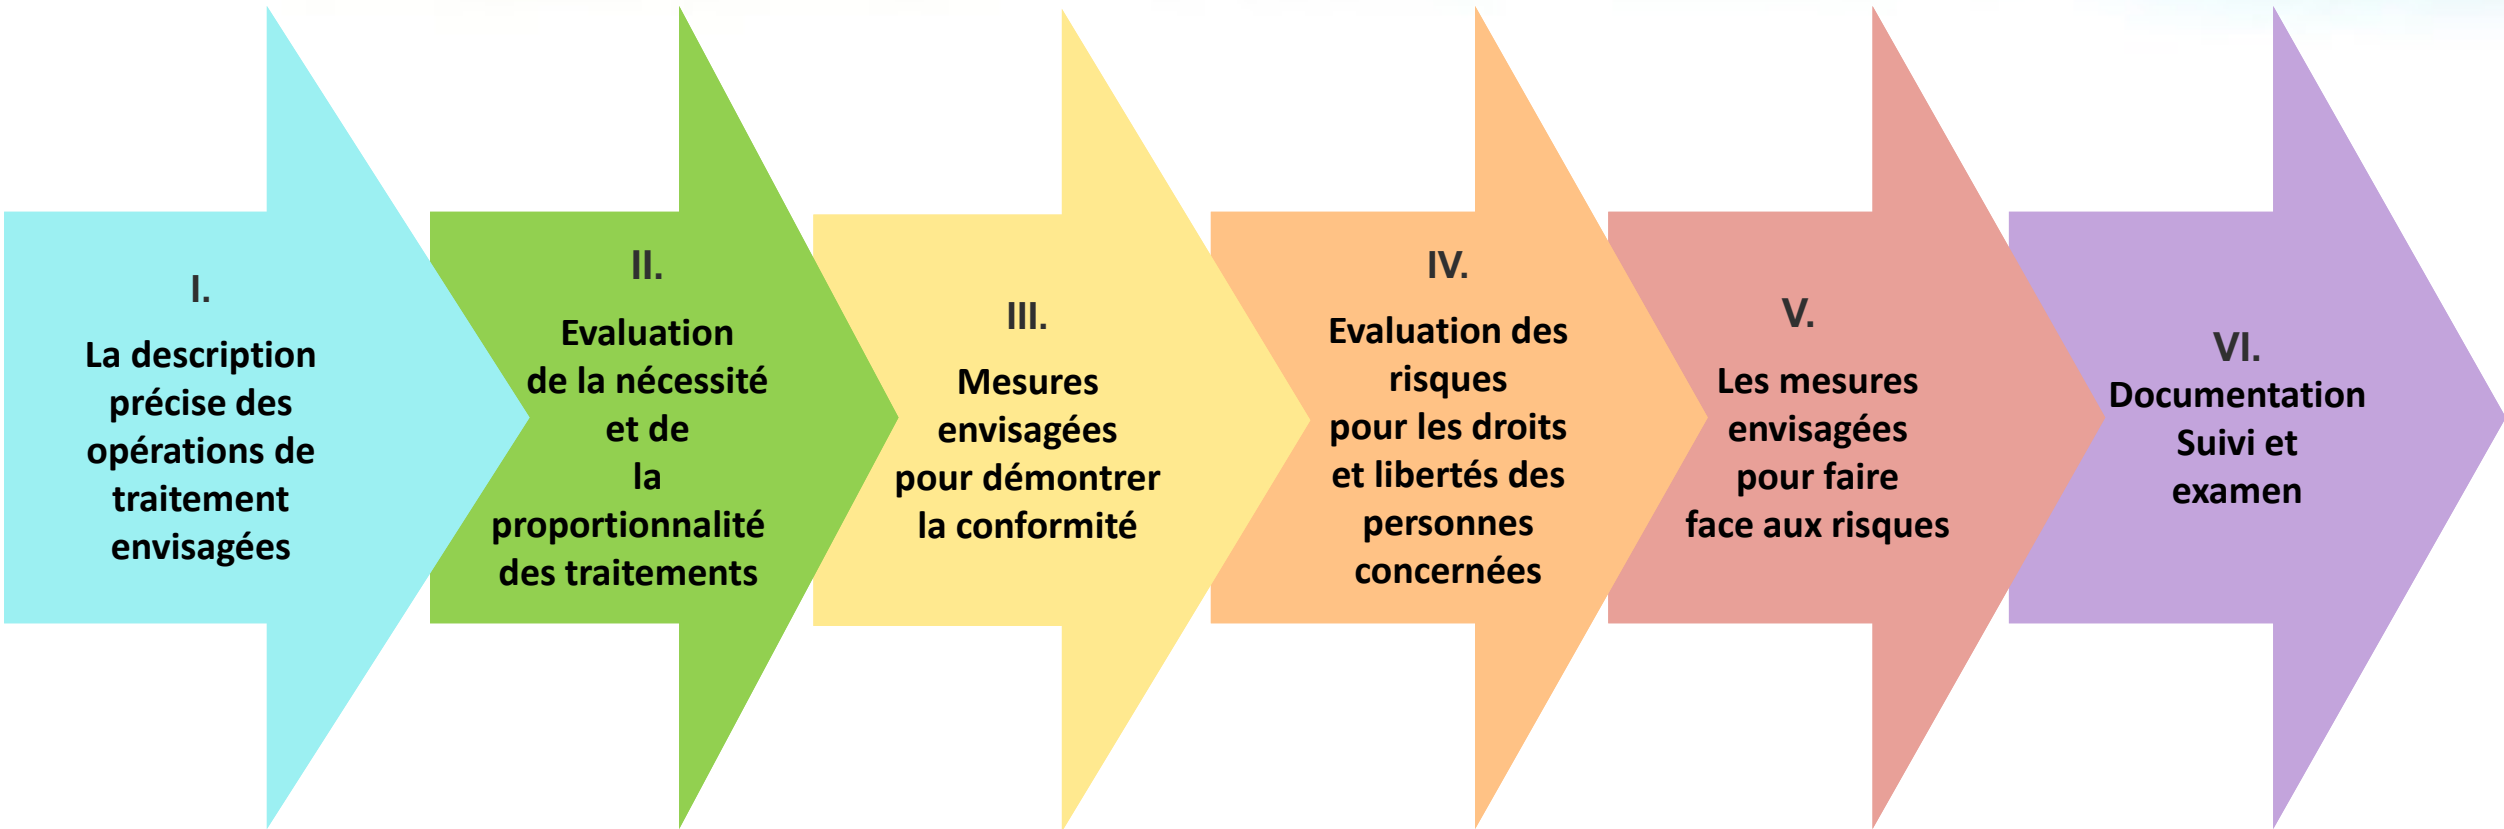 I.
La description
précise des
opérations de
traitement
envisagées
II.
Evaluation
de la nécessité
et de
la
proportionnalité
des traitements
III.
Mesures
envisagées
pour démontrer
la conformité
IV.
Evaluation des
risques
pour les droits
et libertés des
personnes
concernées
V.
Les mesures
envisagées
pour faire
face aux risques
VI.
Documentation
Suivi et
examen